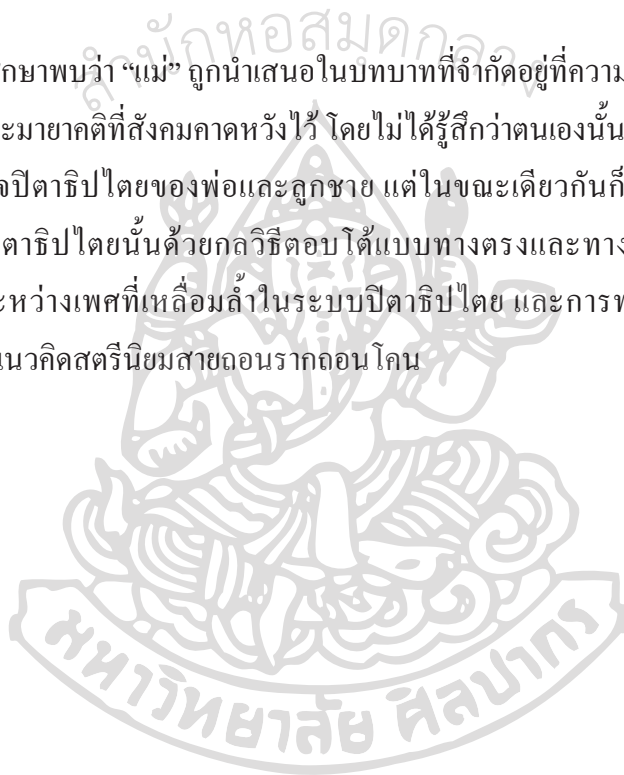 สำนักหอสมุดกลาง
กษาพบว่า “แม่” ถูกนำเสนอในบทบาทที่จำกัดอยู่ที่ความ
ะมายาคติที่สังคมคาดหวังไว้ โดยไม่ได้รู้สึกว่าตนเองนั้น
จปิตาธิปไตยของพ่อและลูกชาย แต่ในขณะเดียวกันก็
ตาธิปไตยนั้นด้วยกลวิธีตอบโต้แบบทางตรงและทาง
ะหว่างเพศที่เหลื่อมล้ำในระบบปิตาธิปไตย และการ
แนวคิดสตรีนิยมสายถอนรากถอนโคน
มหาวิทยาลัย ศิลปากร